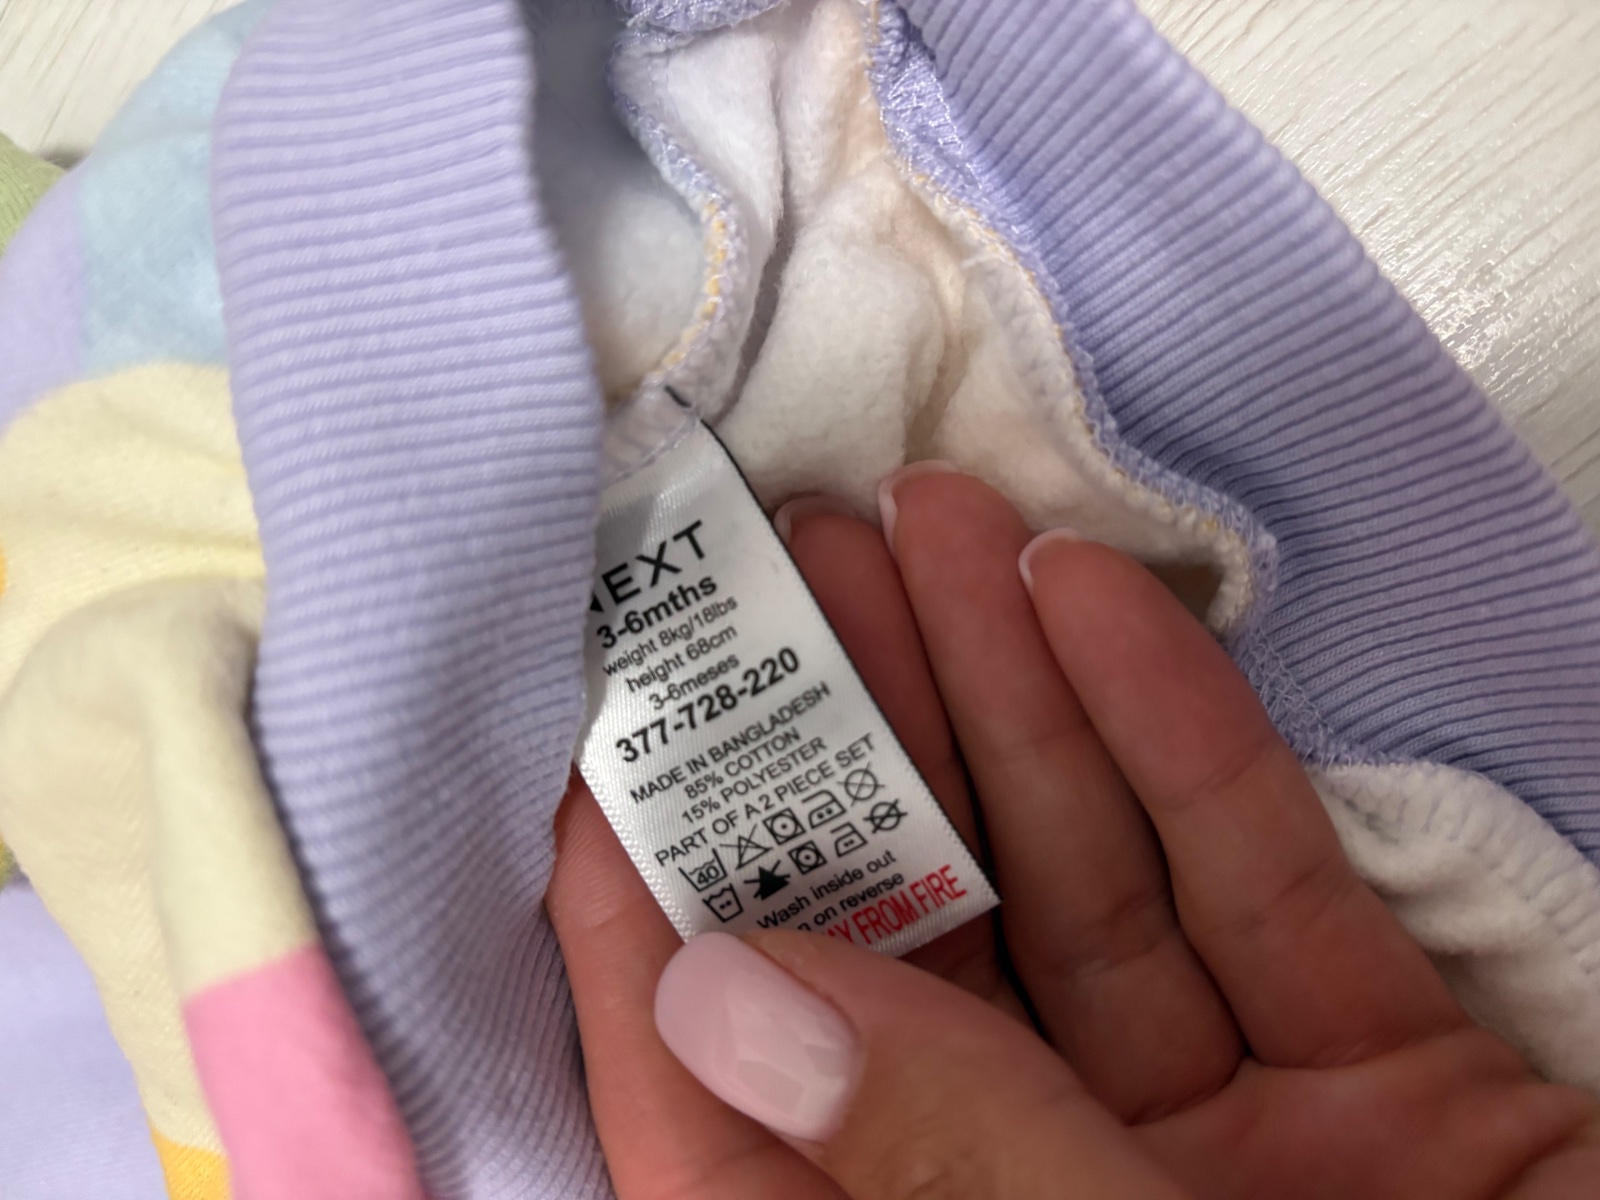 NEXT
3-6mths
weight 8kg/18lbs
height 68cm
3-6meses
377-728-220
MADE IN BANGLADESH
85% COTTON
15% POLYESTER
PART OF A 2 PIECE SET
40
Wash inside out
on reverse
FROM FIRE